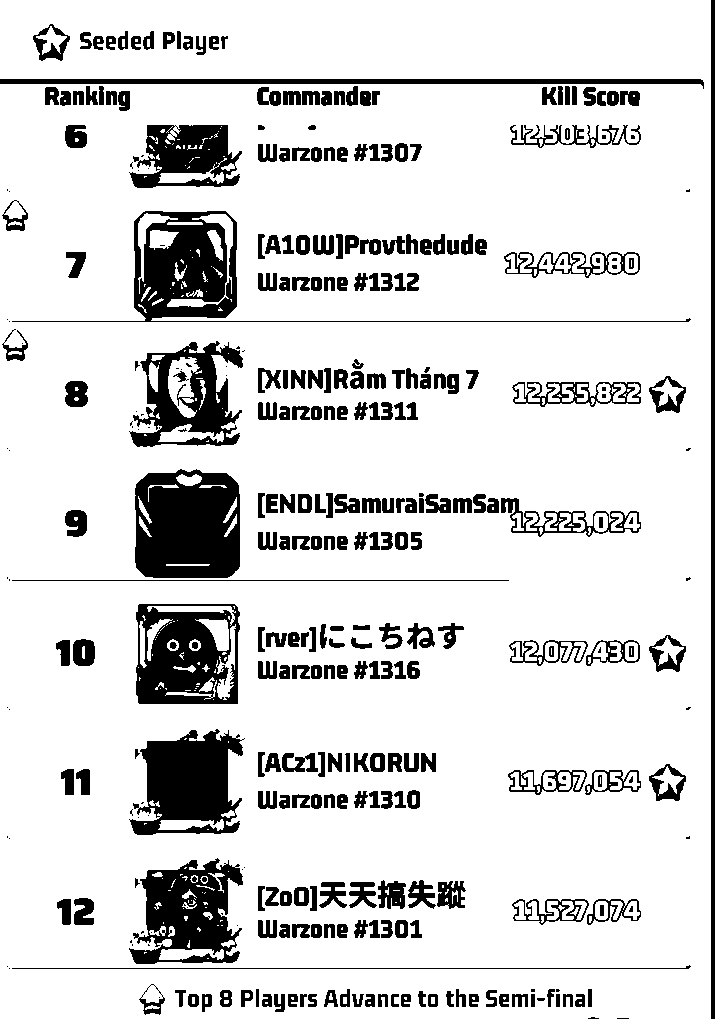 Seeded Player
Ranking Commander Kill Score
6 12,503,676
Warzone #1307
7 [A10W]Provthedude 12,442,980
Warzone #1312
8 [XINN]Rằm Tháng 7 12,255,822
Warzone #1311
9 [ENDL]SamuraiSamSam 12,225,024
Warzone #1305
10 [rver]にこちねす 12,077,430
Warzone #1316
11 [ACz1]NIKORUN 11,697,054
Warzone #1310
12 [ZoO]天天搞失蹤 11,527,074
Warzone #1301
Top 8 Players Advance to the Semi-final